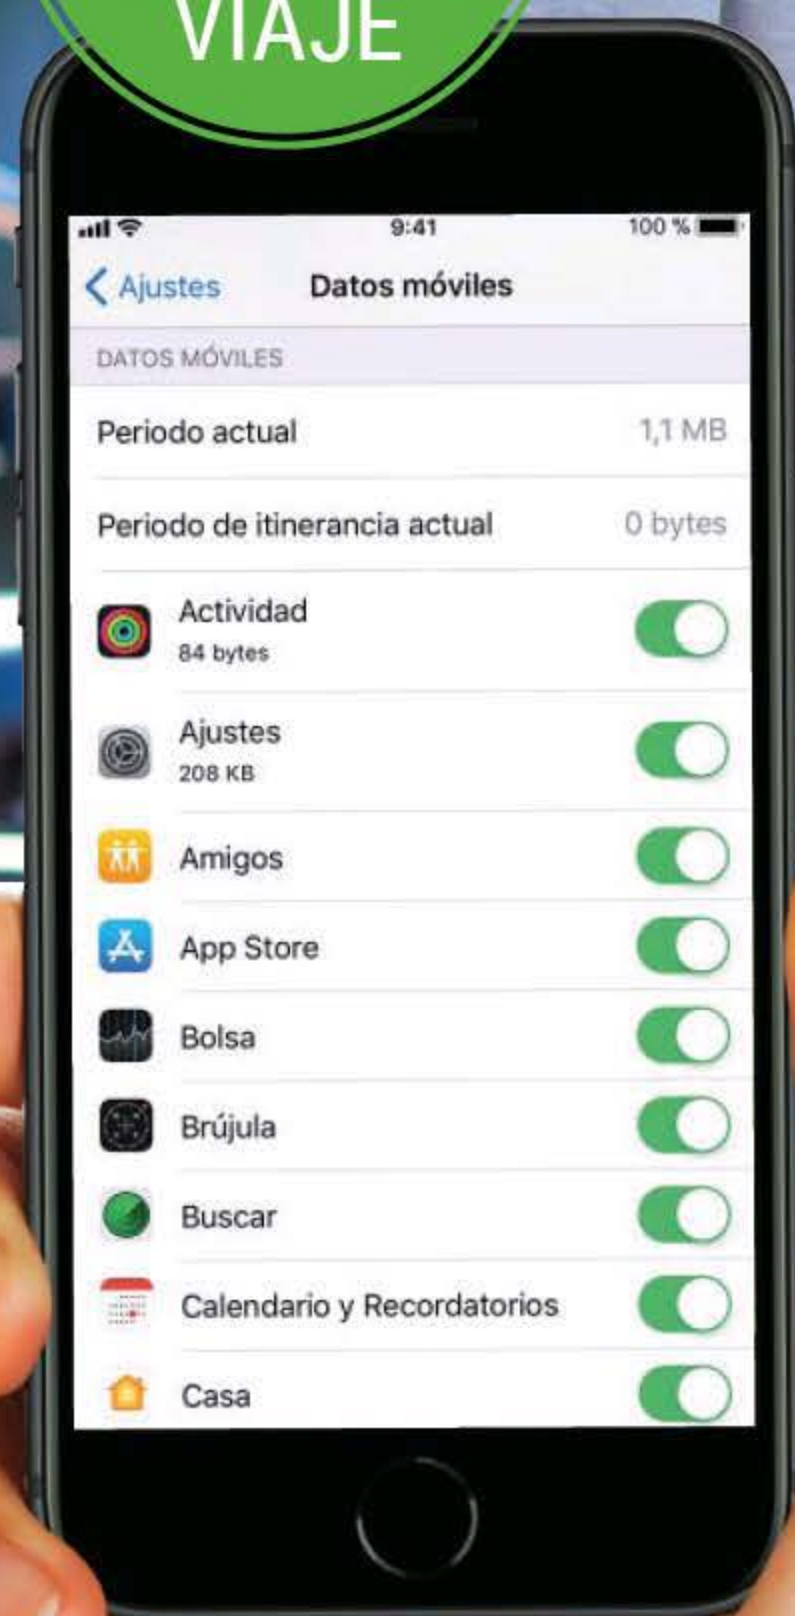 VIAJE
9:41
100 %
Ajustes
Datos móviles
DATOS MÓVILES
Periodo actual
1,1 MB
Periodo de itinerancia actual
0 bytes
Actividad
84 bytes
Ajustes
208 KB
Amigos
App Store
Bolsa
Brújula
Buscar
Calendario y Recordatorios
Casa